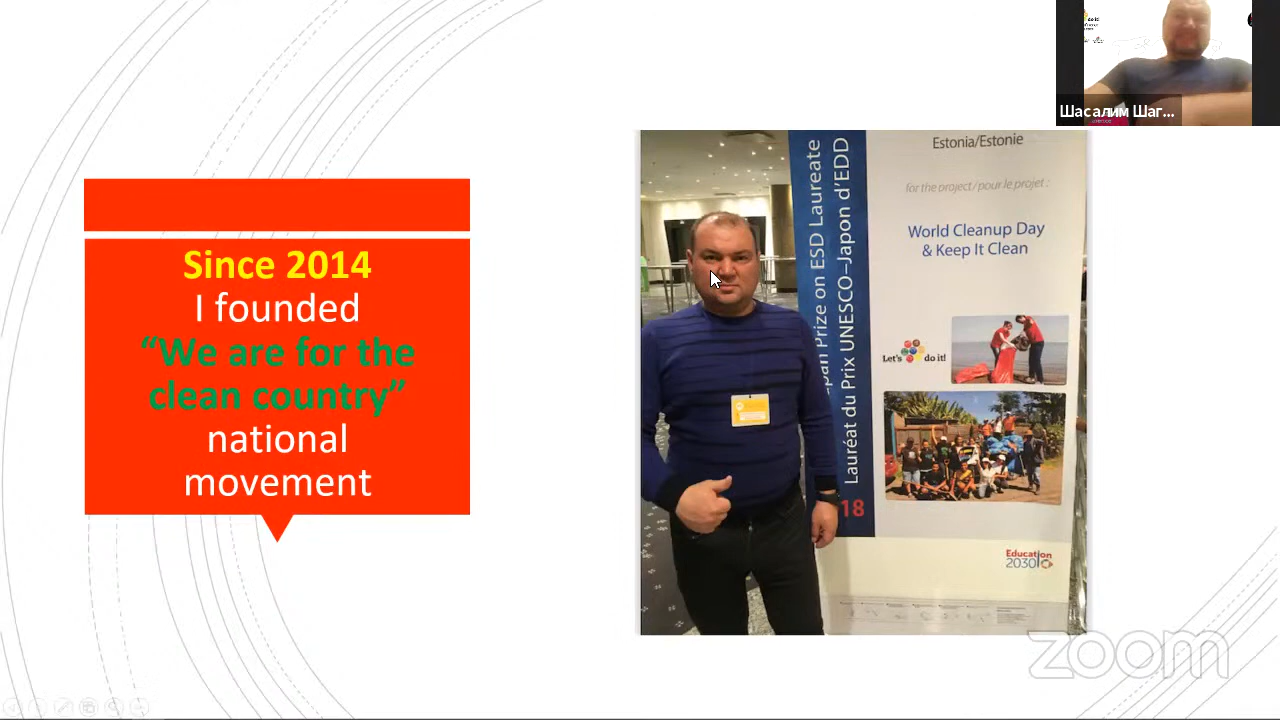 Since 2014
I founded
“We are for the
clean country”
national
movement
Шасалим Шаг...
Prize on ESD Laureate
Lauréat du Prix UNESCO–Japon d’EDD
18
Estonia/Estonie
for the project / pour le projet :
World Cleanup Day
& Keep It Clean
Let's do it!
Education
2030
zoom